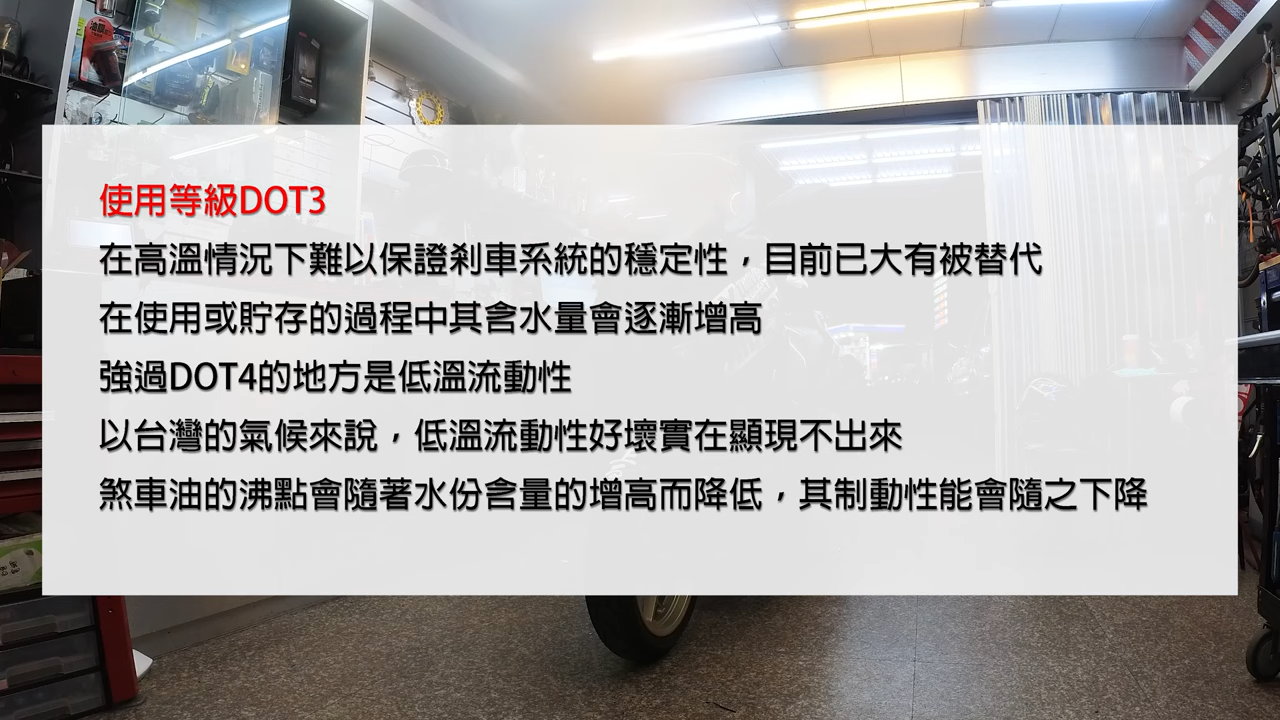 使用等級DOT3
在高溫情況下難以保證剎車系統的穩定性，目前已大有被替代
在使用或貯存的過程中其含水量會逐漸增高
強過DOT4的地方是低溫流動性
以台灣的氣候來說，低溫流動性好壞實在顯現不出來
煞車油的沸點會隨著水份含量的增高而降低，其制動性能會隨之下降